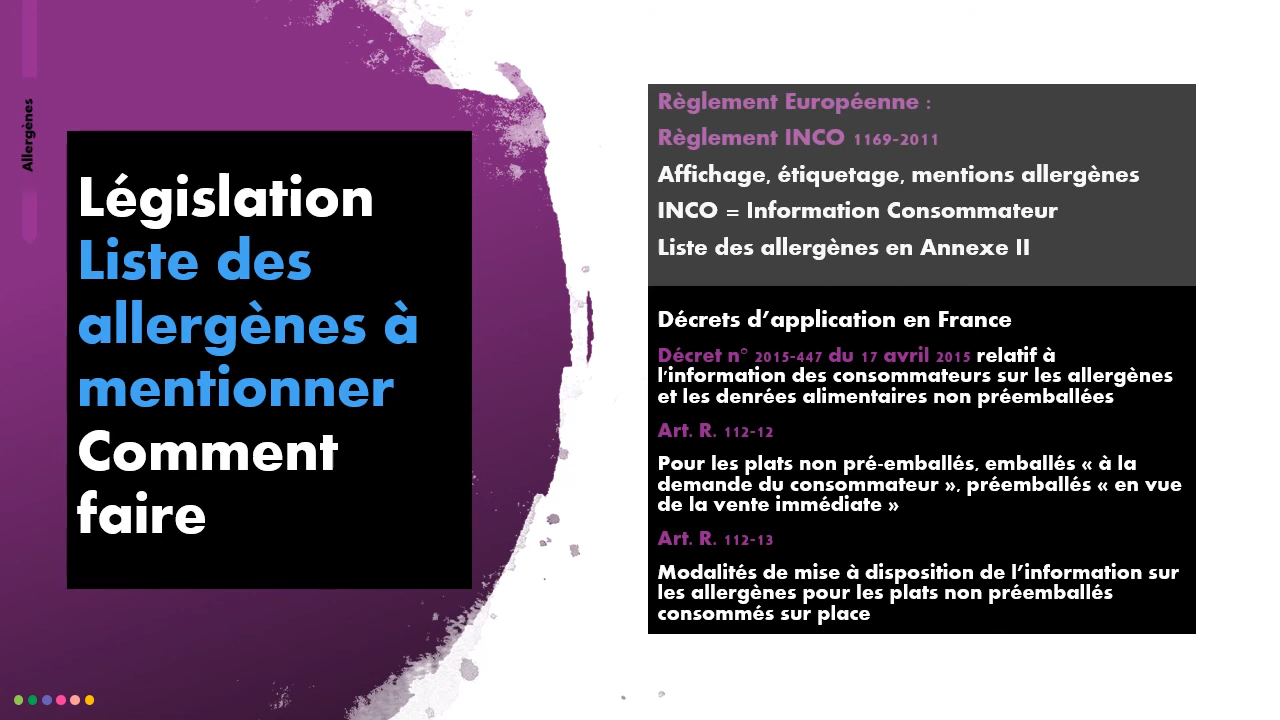 Allergènes
Législation
Liste des
allergènes à
mentionner
Comment
faire
Règlement Européenne :
Règlement INCO 1169-2011
Affichage, étiquetage, mentions allergènes
INCO = Information Consommateur
Liste des allergènes en Annexe II
Décrets d’application en France
Décret n° 2015-447 du 17 avril 2015 relatif à
l’information des consommateurs sur les allergènes
et les denrées alimentaires non préemballées
Art. R. 112-12
Pour les plats non pré-emballés, emballés « à la
demande du consommateur », préemballés « en vue
de la vente immédiate »
Art. R. 112-13
Modalités de mise à disposition de l’information sur
les allergènes pour les plats non préemballés
consommés sur place